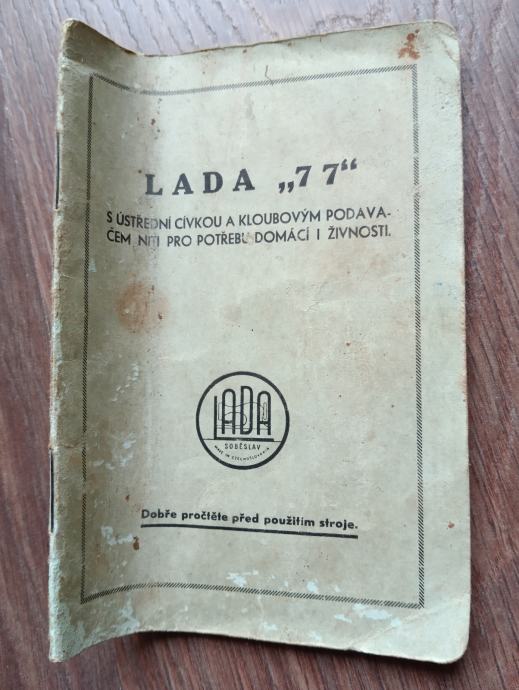 LADA „77“
S ÚSTŘEDNÍ CÍVKOU A KLOUBOVÝM PODAVA-
ČEM NITI PRO POTŘEBU DOMÁCÍ I ŽIVNOSTI.
LADA
SOBĚSLAV
MADE IN CZECHOSLOVAKIA
Dobře pročtěte před použitím stroje.